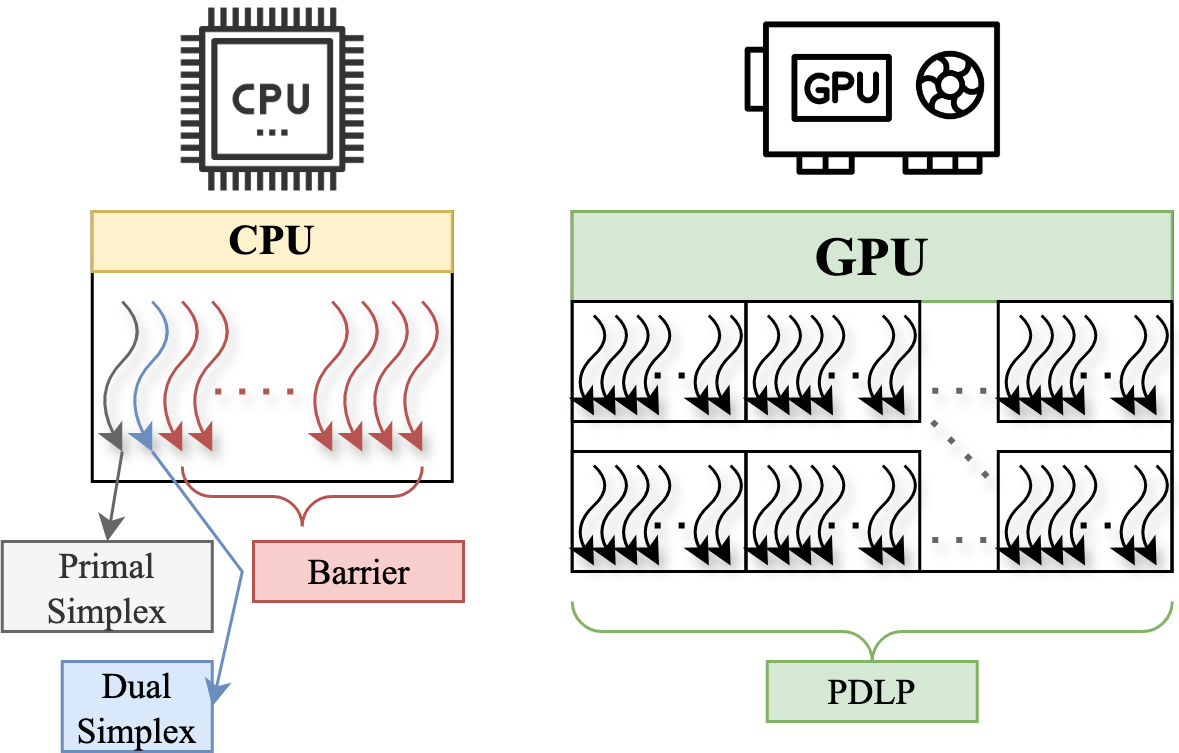 CPU
GPU
CPU
GPU
Primal
Simplex
Barrier
Dual
Simplex
PDLP